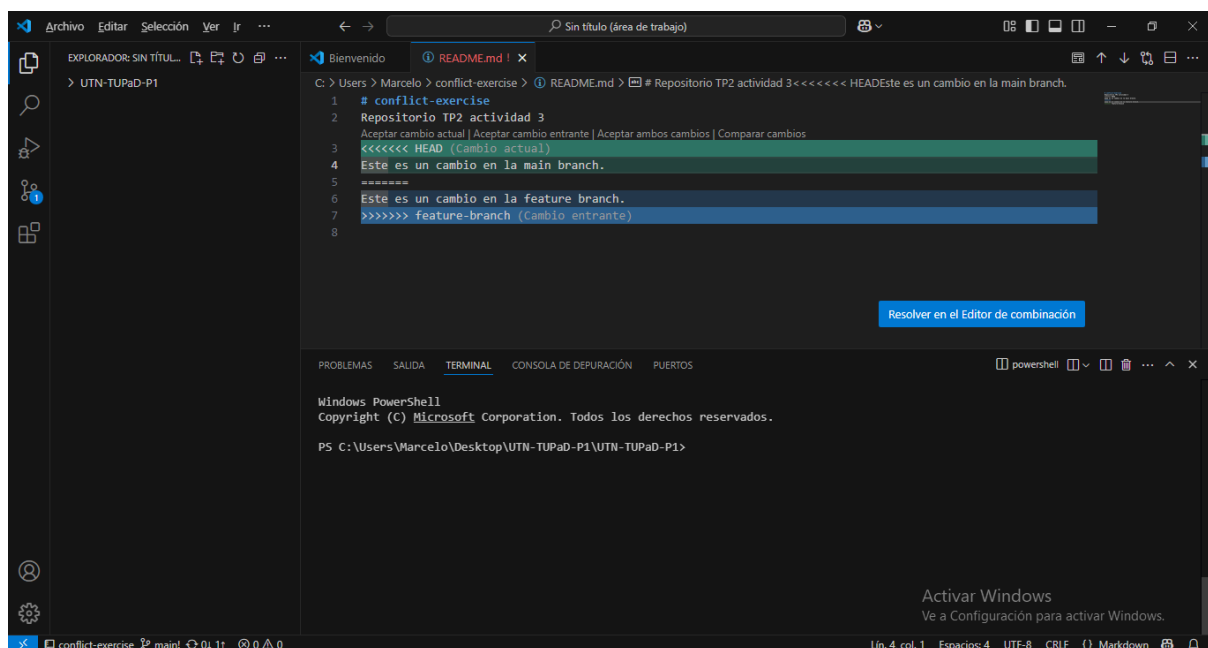 Archivo Editar Selección Ver Ir ···
Sin título (área de trabajo)
EXPLORADOR: SIN TÍTUL... ···
> UTN-TUPaD-P1
Bienvenido
README.md !
C: > Users > Marcelo > conflict-exercise > README.md > # Repositorio TP2 actividad 3<<<<<<< HEADEste es un cambio en la main branch.
1 # conflict-exercise
2 Repositorio TP2 actividad 3
Aceptar cambio actual | Aceptar cambio entrante | Aceptar ambos cambios | Comparar cambios
3 <<<<<<< HEAD (Cambio actual)
4 Este es un cambio en la main branch.
5 =======
6 Este es un cambio en la feature branch.
7 >>>>>>> feature-branch (Cambio entrante)
8
1
Resolver en el Editor de combinación
PROBLEMAS SALIDA TERMINAL CONSOLA DE DEPURACIÓN PUERTOS
powershell
Windows PowerShell
Copyright (C) Microsoft Corporation. Todos los derechos reservados.
PS C:\Users\Marcelo\Desktop\UTN-TUPaD-P1\UTN-TUPaD-P1>
Activar Windows
Ve a Configuración para activar Windows.
conflict-exercise main! 0↓ 1↑ 0 0
Lín. 4, col. 1 Espacios: 4 UTF-8 CRLF {} Markdown